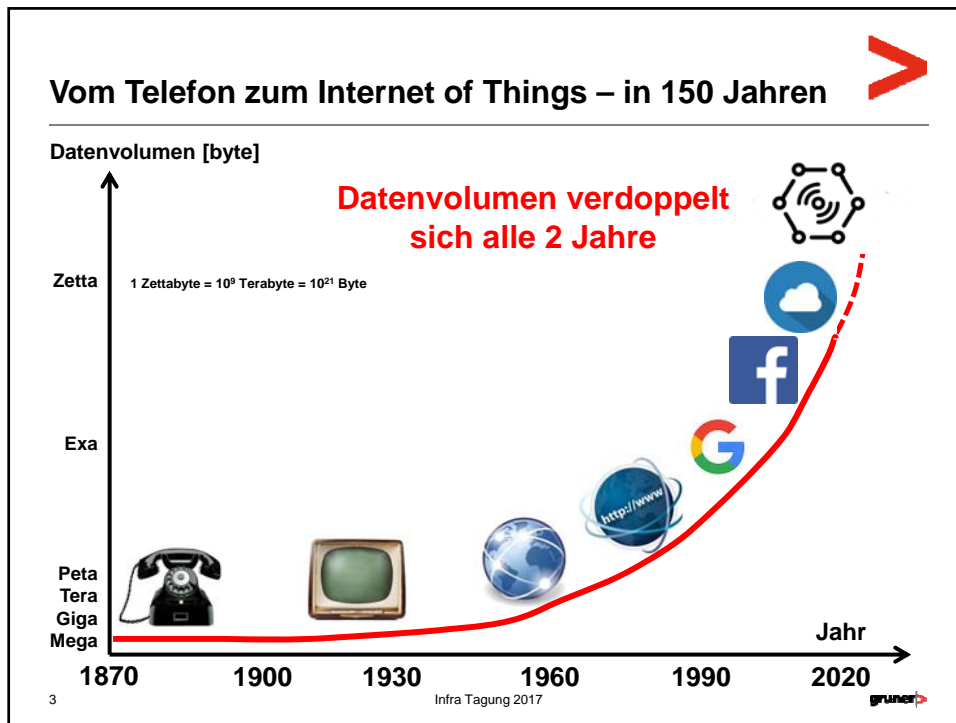 Vom Telefon zum Internet of Things – in 150 Jahren
Datenvolumen [byte]
Datenvolumen verdoppelt
sich alle 2 Jahre
Zetta
1 Zettabyte = 10⁹ Terabyte = 10²¹ Byte
Exa
http://www
Peta
Tera
Giga
Mega
Jahr
1870
1900
1930
1960
1990
2020
3
Infra Tagung 2017
gruner